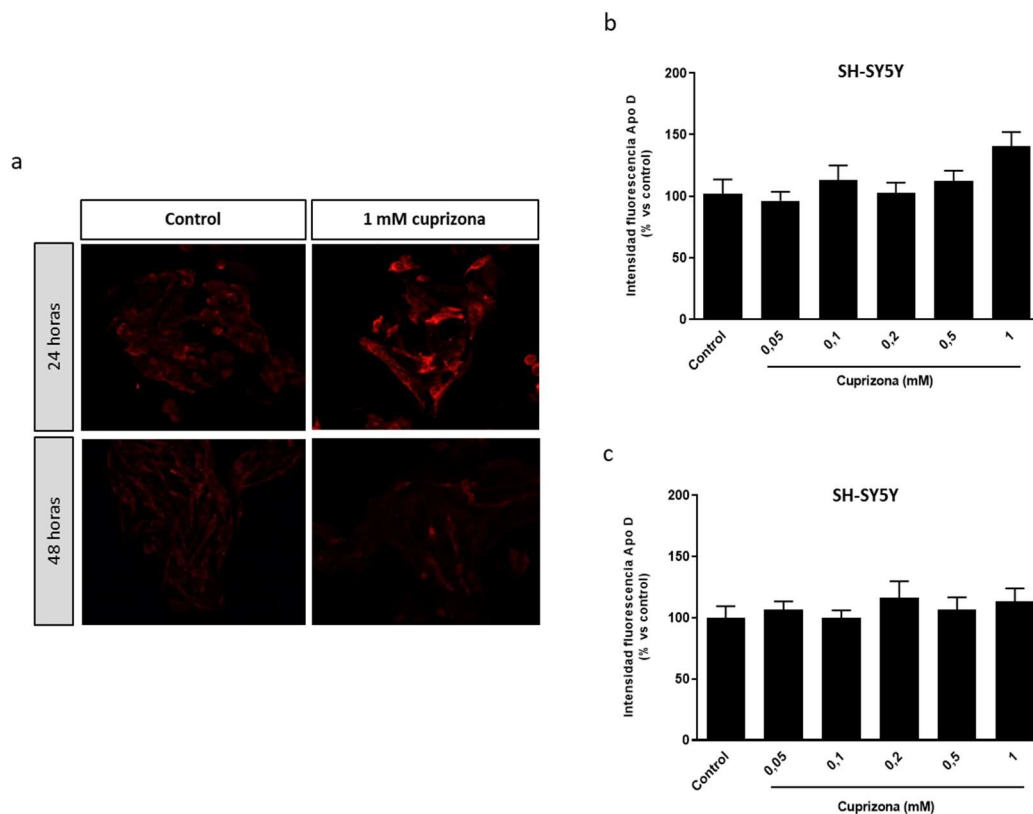 a
Control
1 mM cuprizona
24 horas
48 horas
b
SH-SY5Y
Intensidad fluorescencia Apo D
(% vs control)
200
150
100
50
0
Control
0,05
0,1
0,2
0,5
1
Cuprizona (mM)
c
SH-SY5Y
Intensidad fluorescencia Apo D
(% vs control)
200
150
100
50
0
Control
0,05
0,1
0,2
0,5
1
Cuprizona (mM)